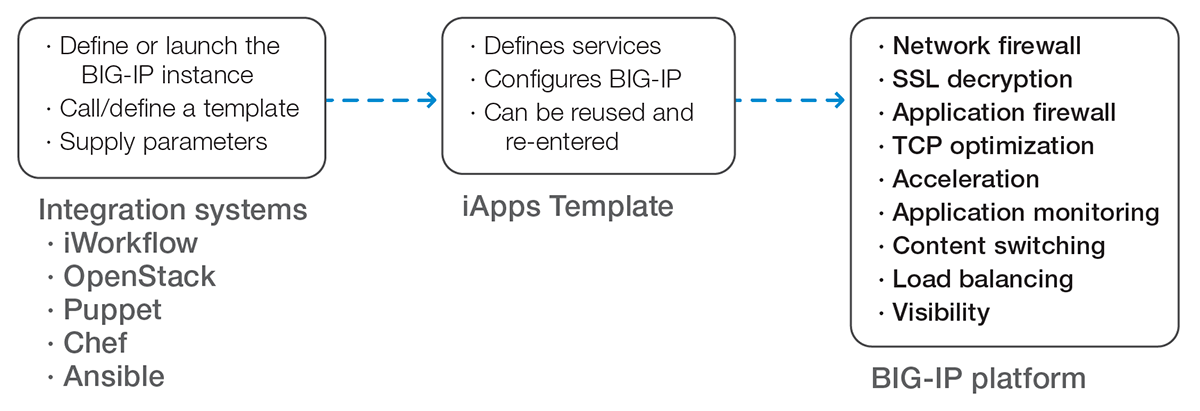 · Define or launch the
BIG-IP instance
· Call/define a template
· Supply parameters
Integration systems
· iWorkflow
· OpenStack
· Puppet
· Chef
· Ansible
· Defines services
· Configures BIG-IP
· Can be reused and
re-entered
iApps Template
· Network firewall
· SSL decryption
· Application firewall
· TCP optimization
· Acceleration
· Application monitoring
· Content switching
· Load balancing
· Visibility
BIG-IP platform